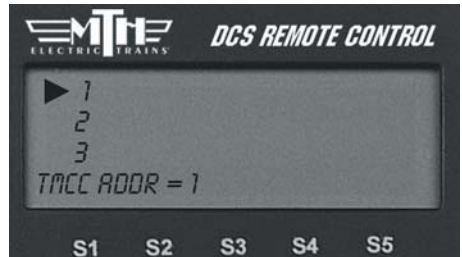 MTH
ELECTRIC TRAINS
DCS REMOTE CONTROL
1
2
3
TMCC ADDR = 1
S1 S2 S3 S4 S5